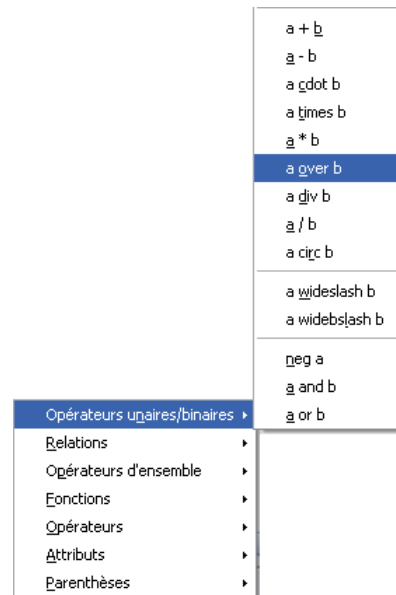 a + b
a - b
a cdot b
a times b
a * b
a over b
a div b
a / b
a circ b
a wideslash b
a widebslash b
neg a
a and b
a or b
Opérateurs unaires/binaires
Relations
Opérateurs d'ensemble
Fonctions
Opérateurs
Attributs
Parenthèses